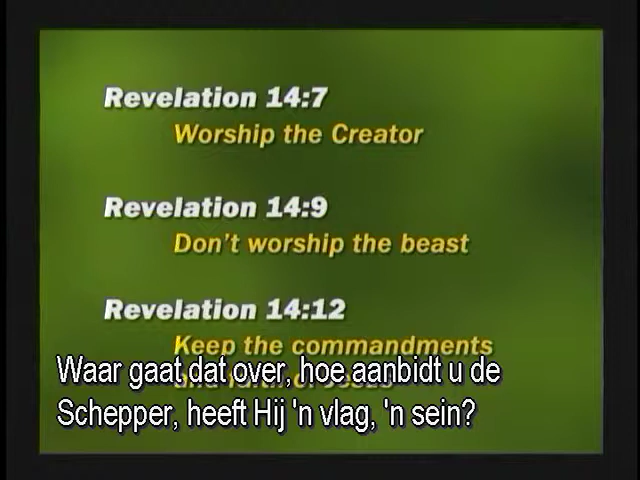 Revelation 14:7
Worship the Creator
Revelation 14:9
Don't worship the beast
Revelation 14:12
Keep the commandments
Waar gaat dat over, hoe aanbidt u de
Schepper, heeft Hij 'n vlag, 'n sein?